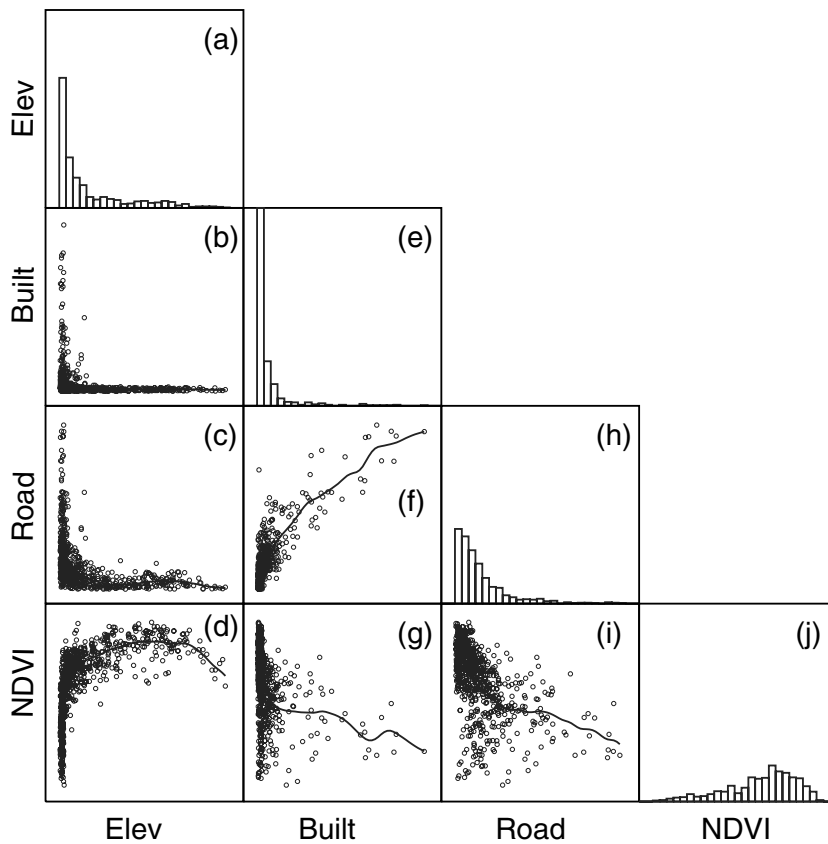 (a)
Elev
(b)
(e)
Built
(c)
(h)
Road
(f)
(d)
(g)
(i)
(j)
NDVI
Elev
Built
Road
NDVI